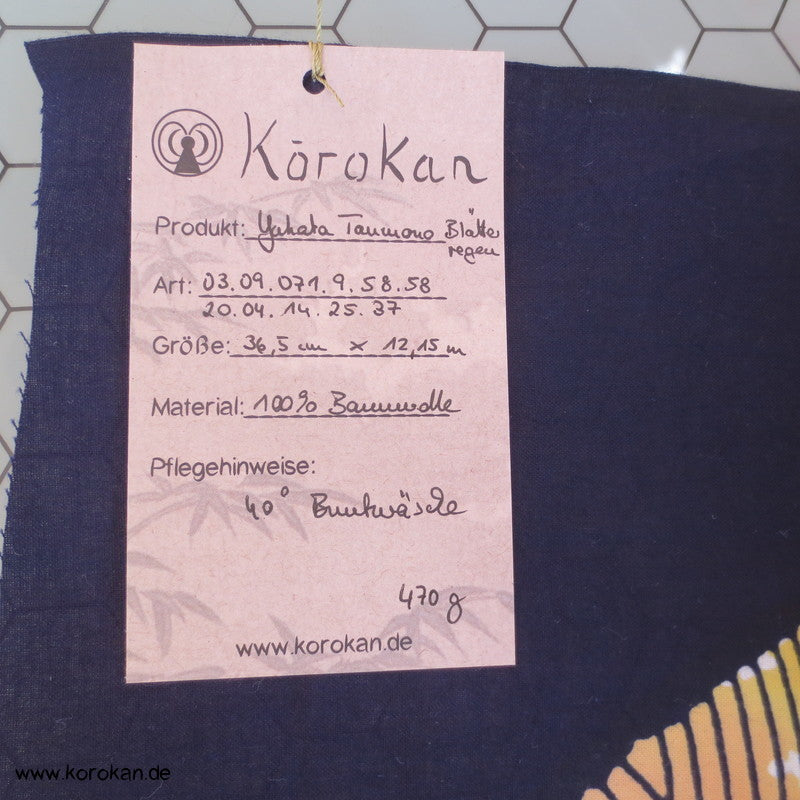 Kōrokan
Produkt: Yukata Tanmono Blätter
regen
Art: 03.09.071.9.58.58
20.04.14.25.37
Größe: 36,5 cm x 12,15 m
Material: 100% Baumwolle
Pflegehinweise:
40° Buntwäsche
470 g
www.korokan.de
www.korokan.de